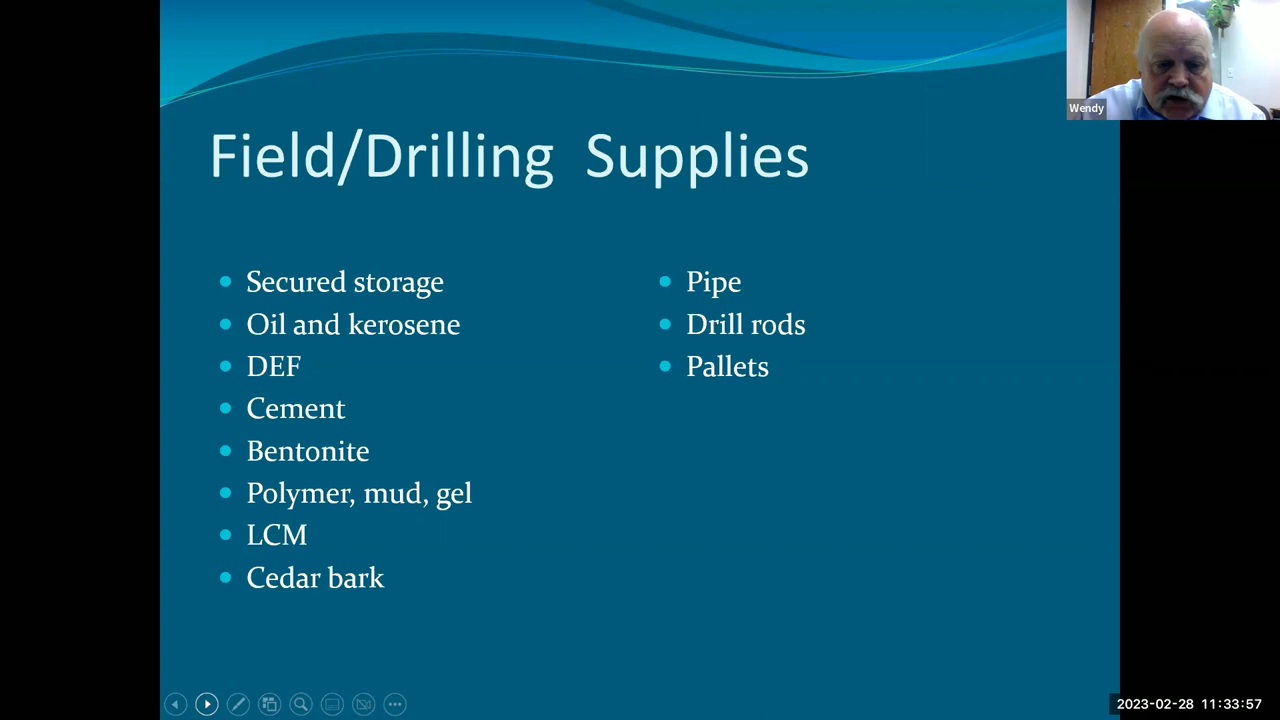 Wendy
Field/Drilling Supplies
Secured storage
Oil and kerosene
DEF
Cement
Bentonite
Polymer, mud, gel
LCM
Cedar bark
Pipe
Drill rods
Pallets
2023-02-28 11:33:57